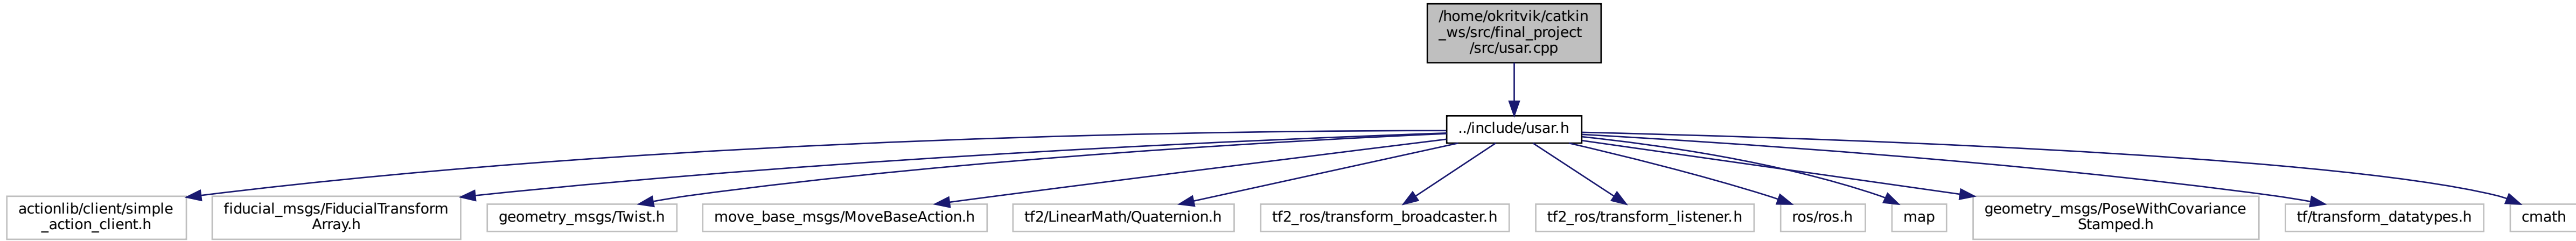 /home/okritvik/catkin
_ws/src/final_project
/src/usar.cpp
../include/usar.h
actionlib/client/simple
_action_client.h
fiducial_msgs/FiducialTransform
Array.h
geometry_msgs/Twist.h
move_base_msgs/MoveBaseAction.h
tf2/LinearMath/Quaternion.h
tf2_ros/transform_broadcaster.h
tf2_ros/transform_listener.h
ros/ros.h
map
geometry_msgs/PoseWithCovariance
Stamped.h
tf/transform_datatypes.h
cmath